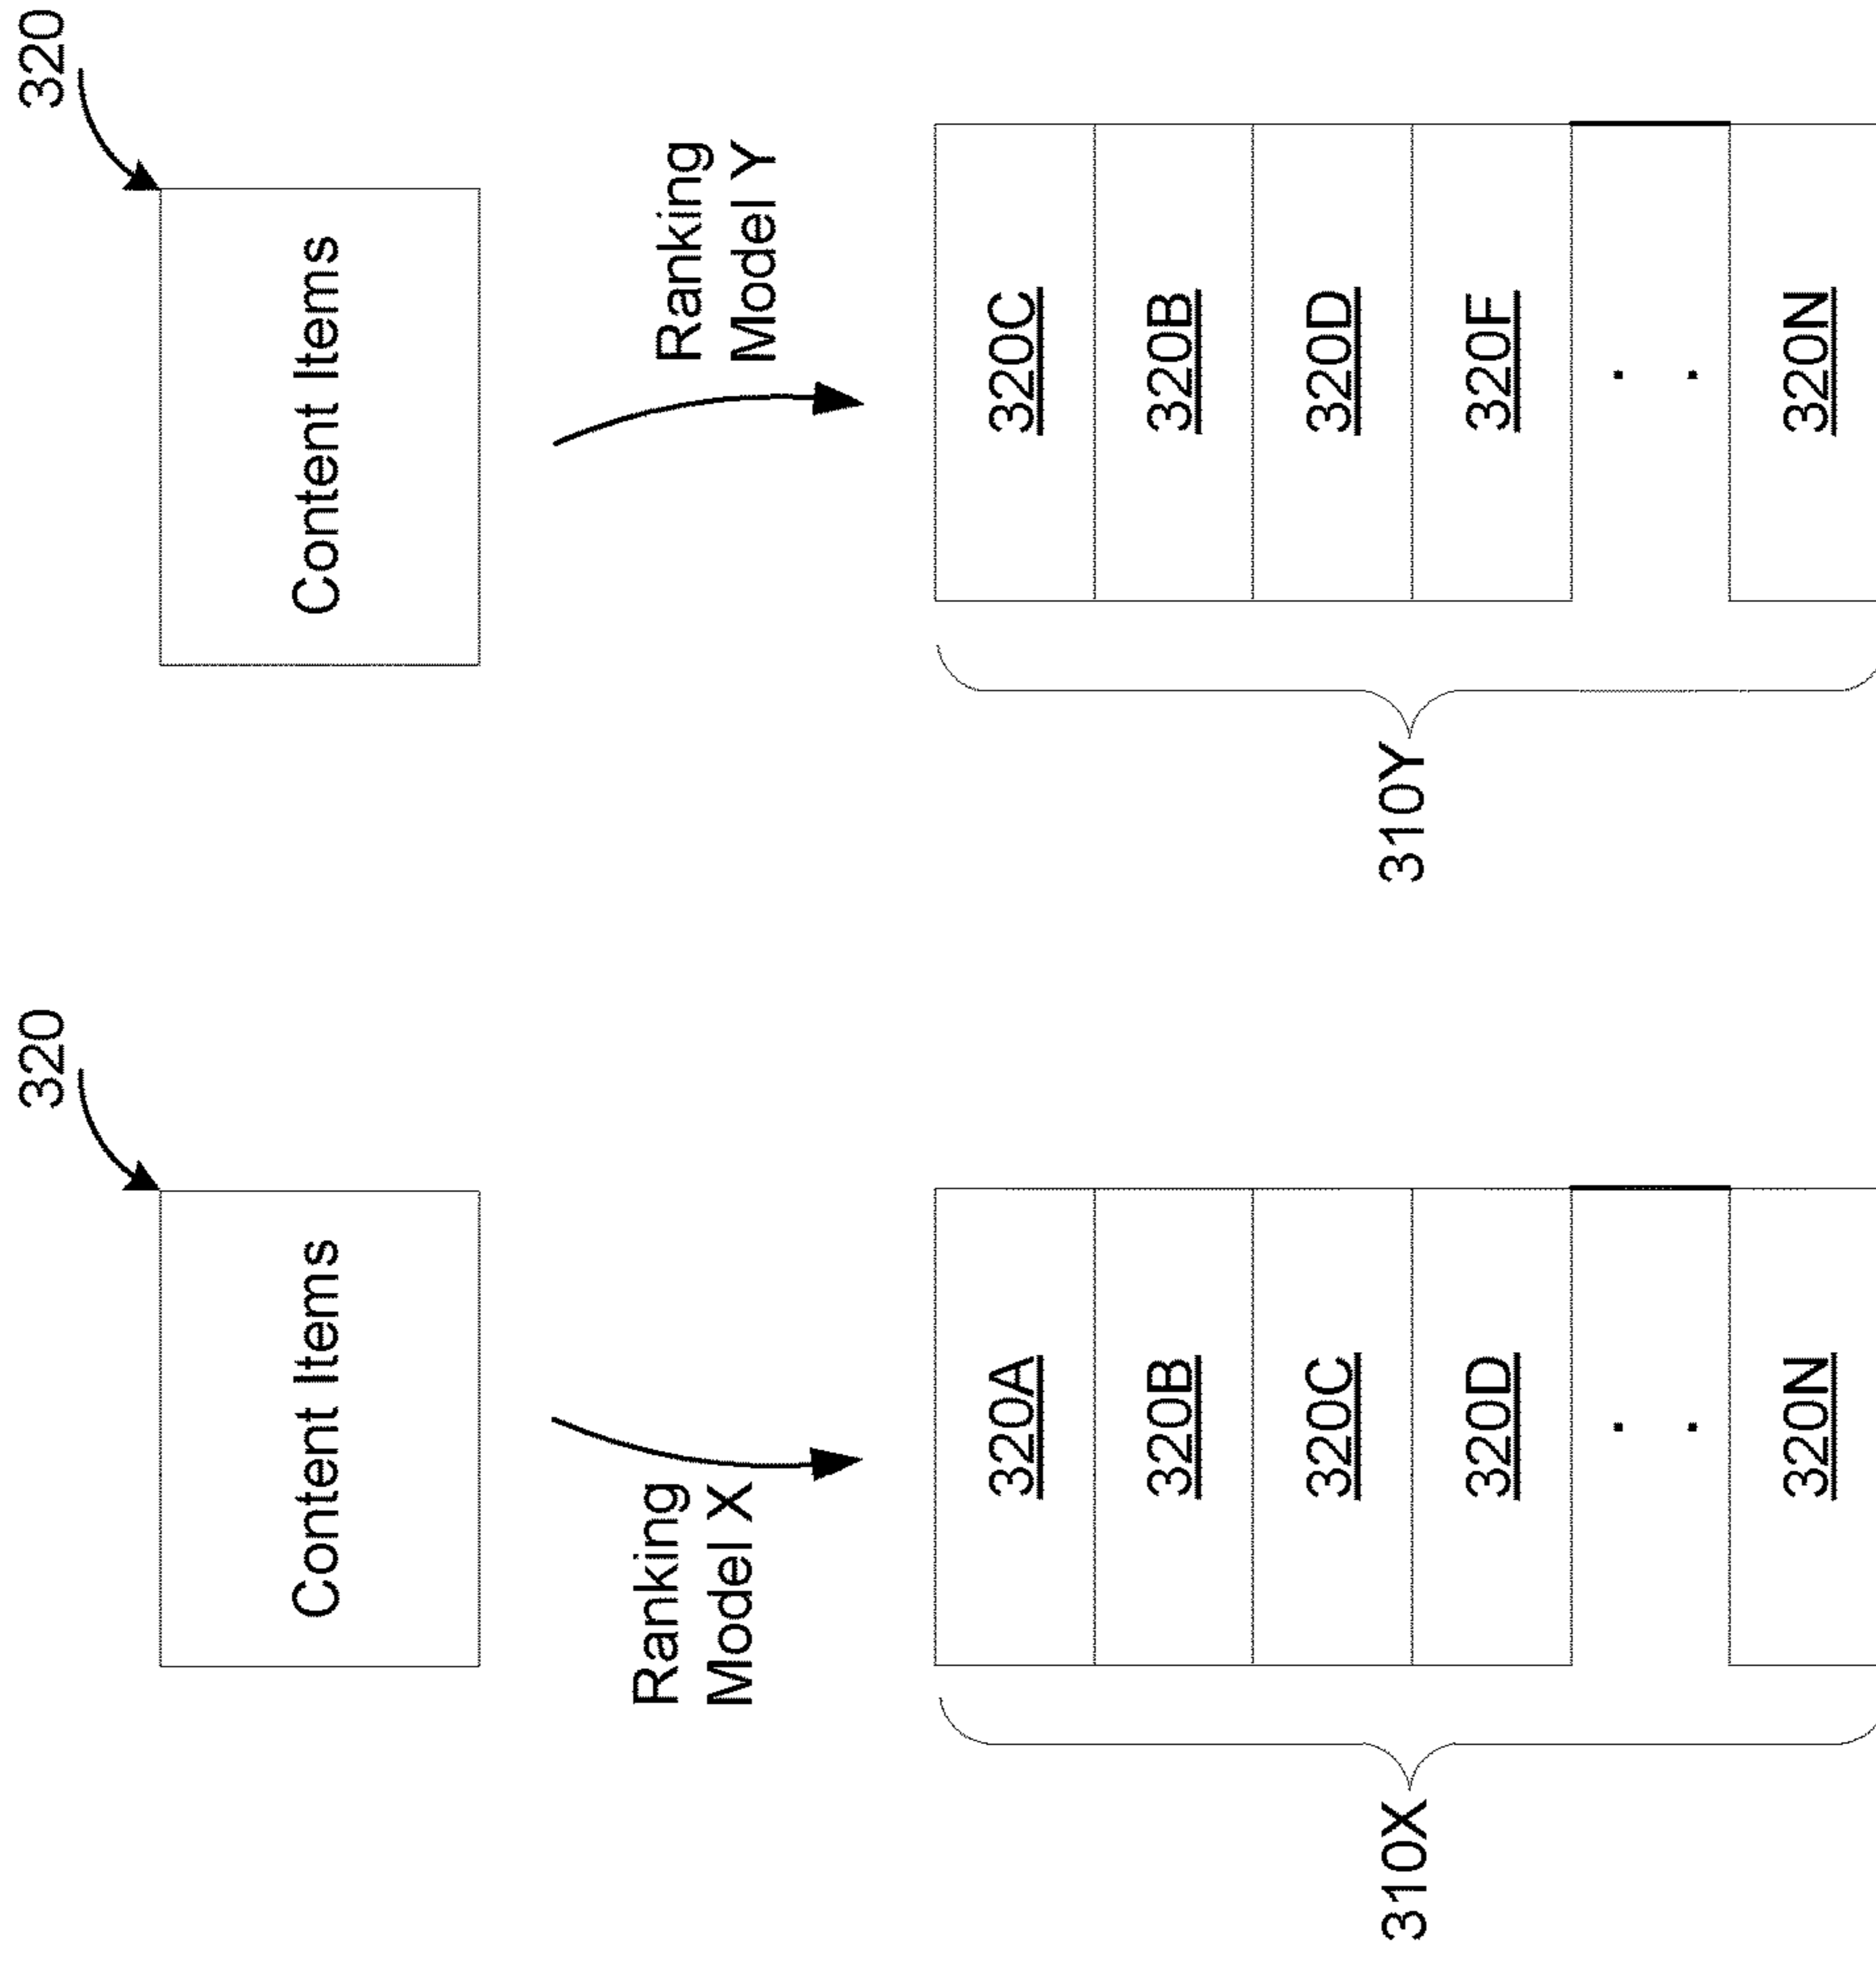 320
Content Items
Ranking
Model X
310X
320A
320B
320C
320D
.
.
320N
320
Content Items
Ranking
Model Y
310Y
320C
320B
320D
320F
.
.
320N